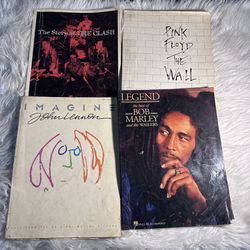 The Story of THE CLASH
PINK
FLOYD
THE
WALL
IMAGINE
John Lennon
LEGEND
the best of
BOB
MARLEY
AND THE WAILERS